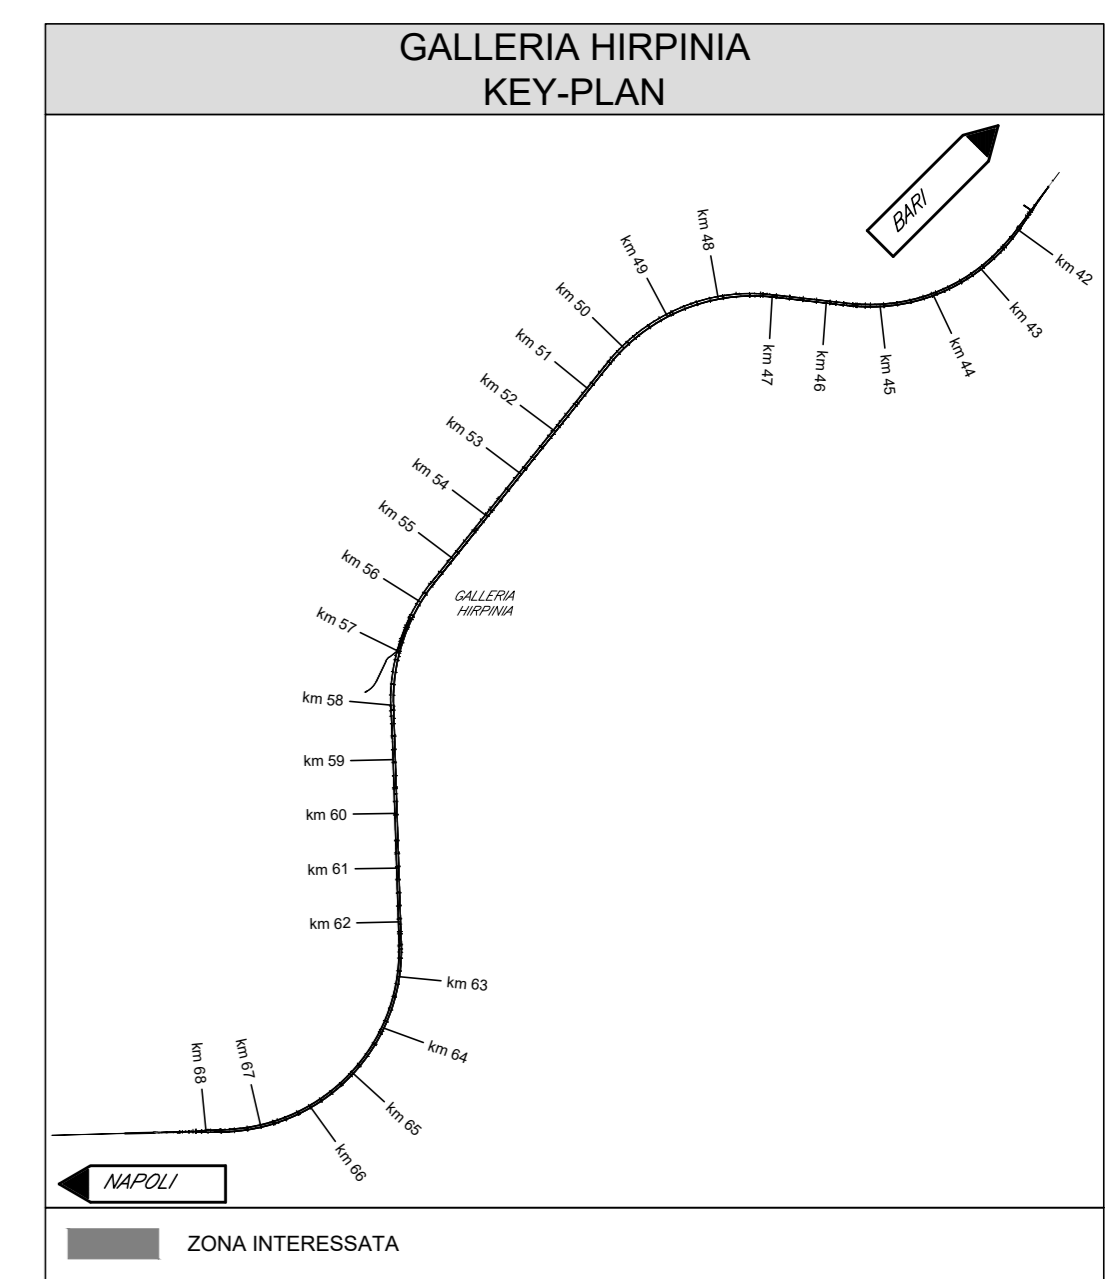 GALLERIA HIRPINIA
KEY-PLAN
BARI
km 42
km 43
km 44
km 45
km 46
km 47
km 48
km 49
km 50
km 51
km 52
km 53
km 54
km 55
km 56
GALLERIA
HIRPINIA
km 57
km 58
km 59
km 60
km 61
km 62
km 63
km 64
km 65
km 66
km 67
km 68
NAPOLI
ZONA INTERESSATA